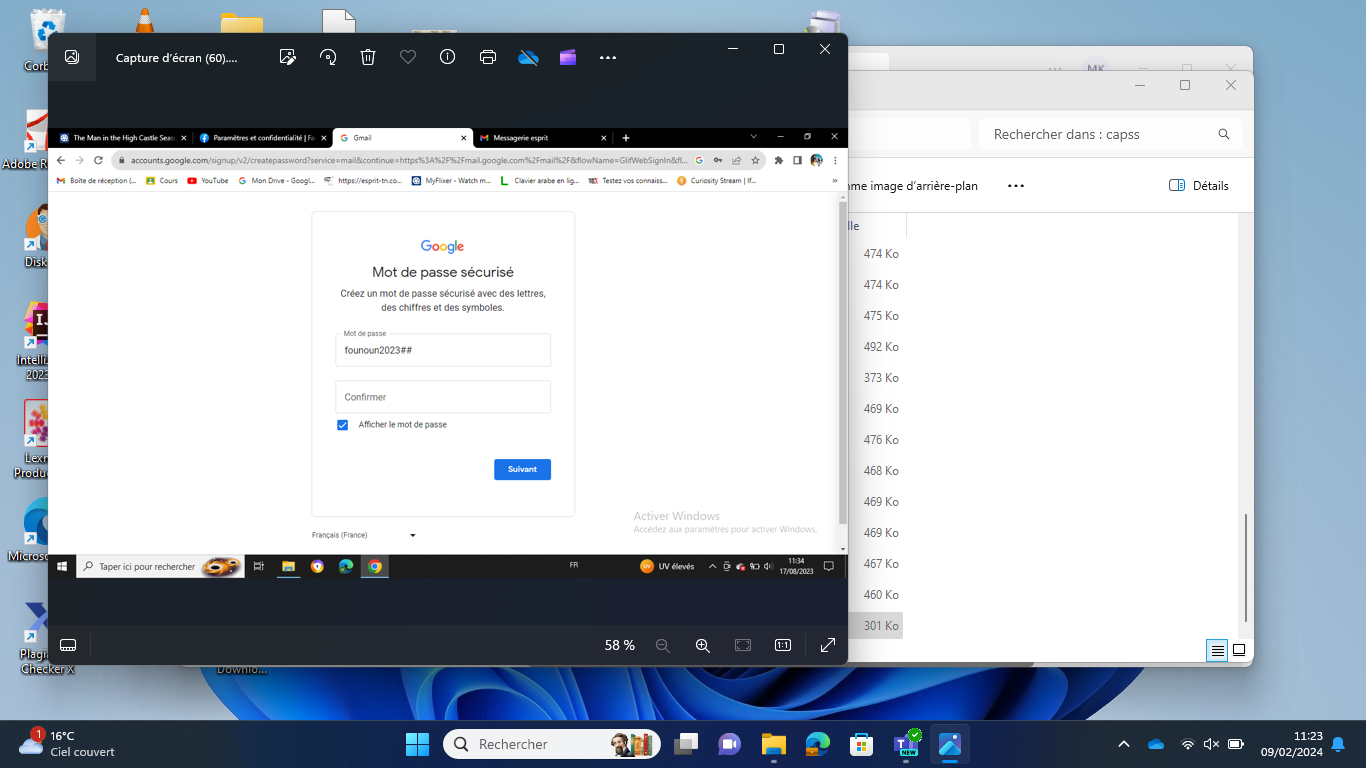 Corb
Adobe R
Disk
Intelli
2023
Lexm
Produ
Micros
Plagia
Checker X
Downlo...
Capture d'écran (60)....
The Man in the High Castle Seas
Paramètres et confidentialité | Fa
Gmail
Messagerie esprit
accounts.google.com/signup/v2/createpassword?service=mail&continue=https%3A%2F%2Fmail.google.com%2Fmail%2F&flowName=GlifWebSignIn&fl...
Boîte de réception (...
Cours
YouTube
Mon Drive - Googl...
https://esprit-tn.co...
MyFlixer - Watch m...
Clavier arabe en lig...
Testez vos connaiss...
Curiosity Stream | If...
»
Google
Mot de passe sécurisé
Créez un mot de passe sécurisé avec des lettres,
des chiffres et des symboles.
Mot de passe
founoun2023##
Confirmer
Afficher le mot de passe
Suivant
Activer Windows
Accédez aux paramètres pour activer Windows.
Français (France)
Taper ici pour rechercher
FR
UV élevés
11:34
17/08/2023
58 %
1:1
MK
Rechercher dans : capss
me image d'arrière-plan
Détails
lle
474 Ko
474 Ko
475 Ko
492 Ko
373 Ko
469 Ko
476 Ko
468 Ko
469 Ko
469 Ko
467 Ko
460 Ko
301 Ko
1
16°C
Ciel couvert
Rechercher
NEW
11:23
09/02/2024